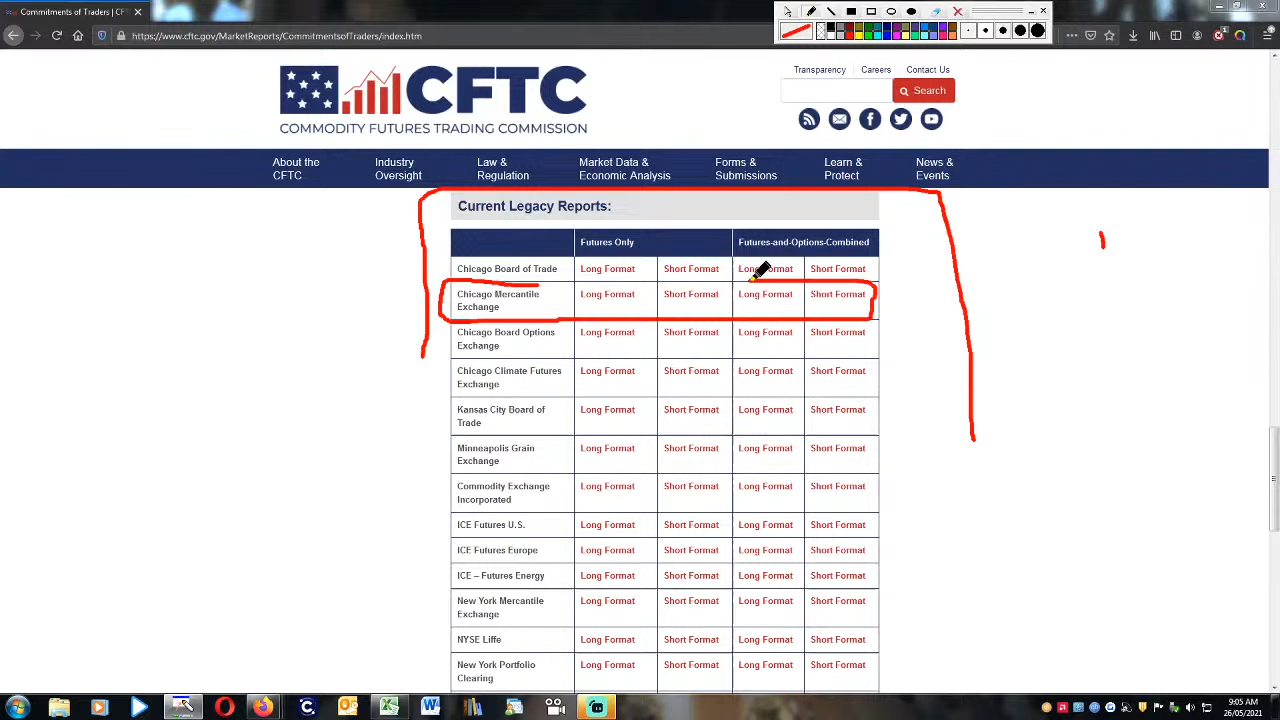 Commitments of Traders | CFT
https://www.cftc.gov/MarketReports/CommitmentsofTraders/index.htm
Transparency Careers Contact Us
CFTC
Search
COMMODITY FUTURES TRADING COMMISSION
About the CFTC
Industry Oversight
Law & Regulation
Market Data & Economic Analysis
Forms & Submissions
Learn & Protect
News & Events
Current Legacy Reports:
Futures Only Futures-and-Options-Combined
Chicago Board of Trade Long Format Short Format Long Format Short Format
Chicago Mercantile Long Format Short Format Long Format Short Format
Exchange
Chicago Board Options Long Format Short Format Long Format Short Format
Exchange
Chicago Climate Futures Long Format Short Format Long Format Short Format
Exchange
Kansas City Board of Long Format Short Format Long Format Short Format
Trade
Minneapolis Grain Long Format Short Format Long Format Short Format
Exchange
Commodity Exchange Long Format Short Format Long Format Short Format
Incorporated
ICE Futures U.S. Long Format Short Format Long Format Short Format
ICE Futures Europe Long Format Short Format Long Format Short Format
ICE – Futures Energy Long Format Short Format Long Format Short Format
New York Mercantile Long Format Short Format Long Format Short Format
Exchange
NYSE Liffe Long Format Short Format Long Format Short Format
New York Portfolio Long Format Short Format Long Format Short Format
Clearing
9:05 AM
26/05/2021